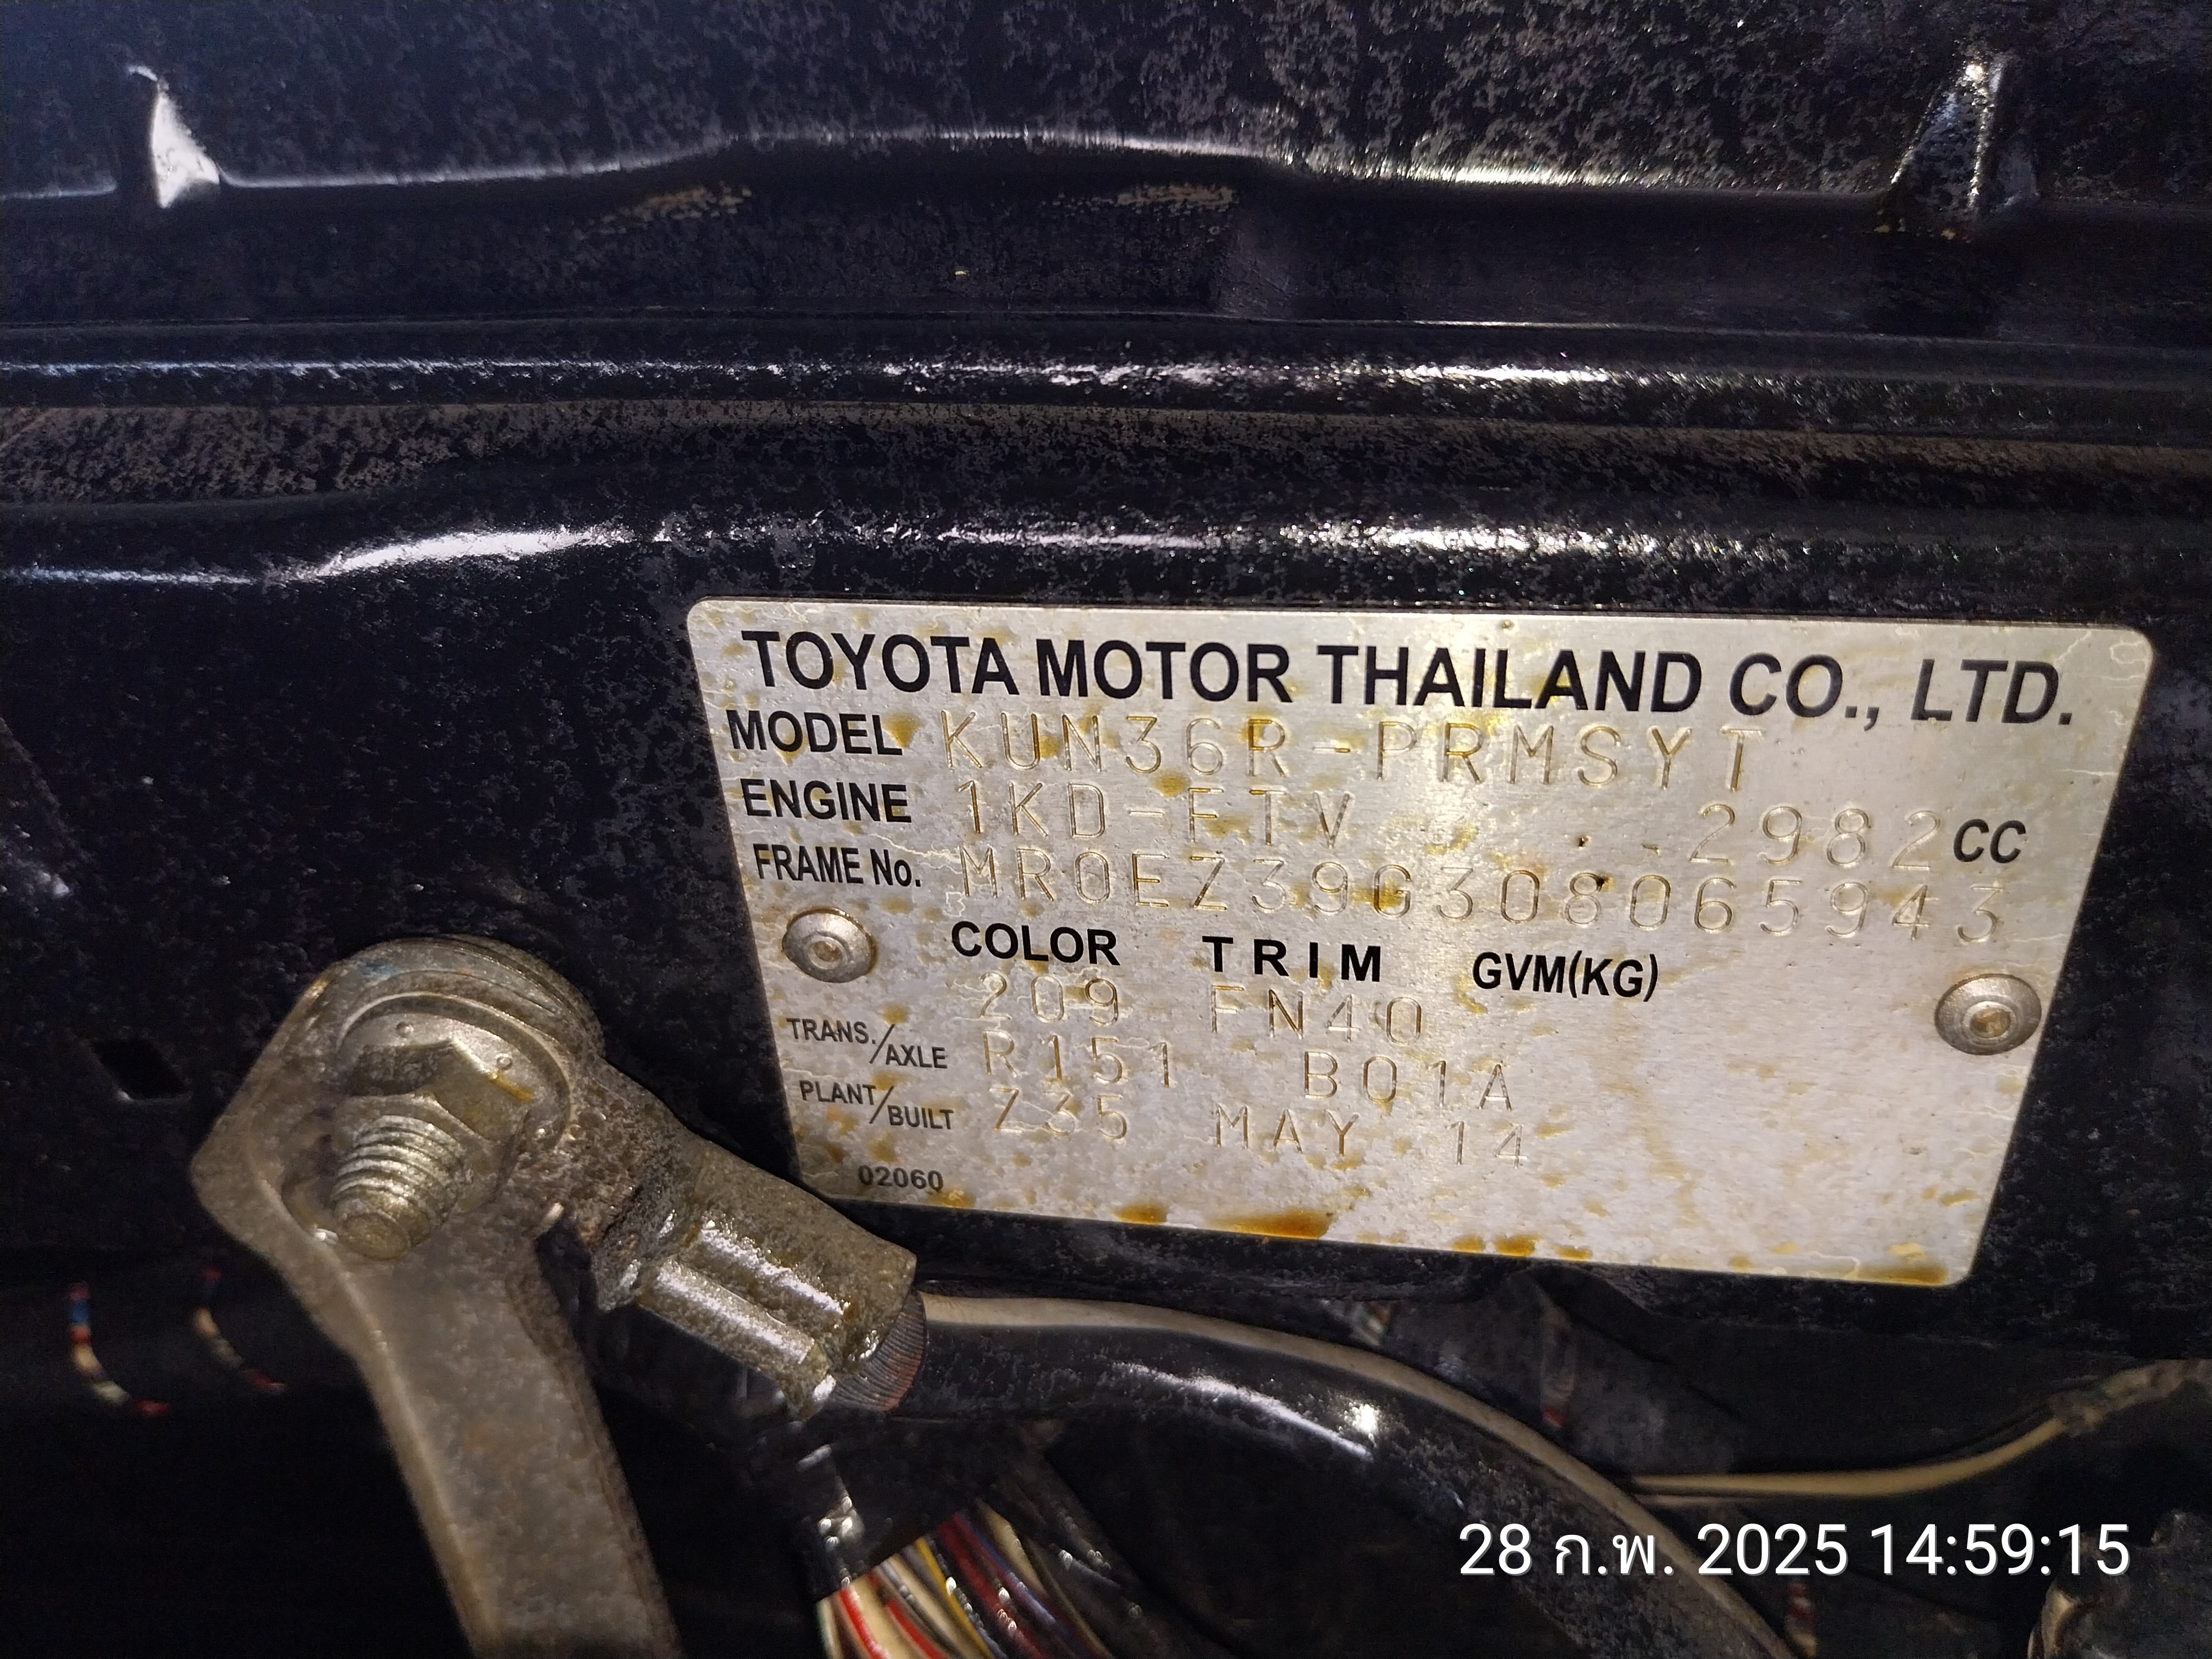 TOYOTA MOTOR THAILAND CO., LTD.
MODEL KUN36R-PRMSYT
ENGINE 1KD-FTV 2982 CC
FRAME No. MR0EZ39G308065943
COLOR TRIM GVM(KG)
209 FN40
TRANS./AXLE R151 B01A
PLANT/BUILT Z35 MAY 14
02060
28 ก.พ. 2025 14:59:15